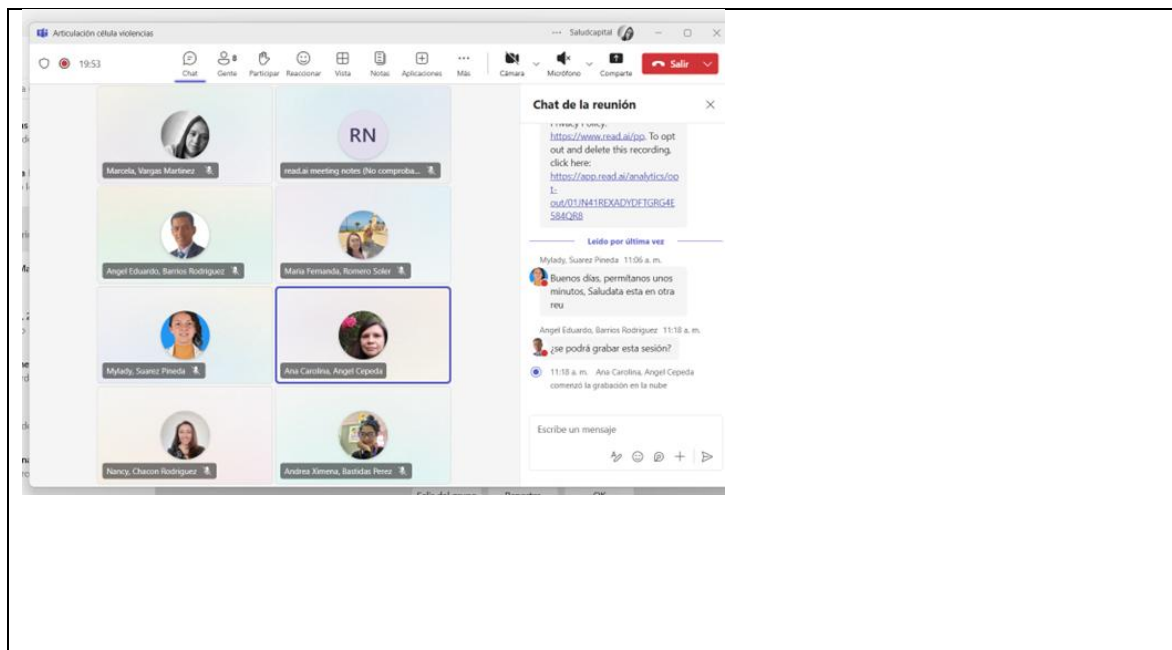 Articulación célula violencias
Saludcapital
19:53
Chat
Gente
8
Participar
Reaccionar
Vista
Notas
Aplicaciones
Más
Cámara
Micrófono
Comparte
Salir
Marcela, Vargas Martinez
RN
read.ai meeting notes (No comproba...
Angel Eduardo, Barrios Rodriguez
Maria Fernanda, Romero Soler
Mylady, Suarez Pineda
Ana Carolina, Angel Cepeda
Nancy, Chacon Rodriguez
Andrea Ximena, Bastidas Perez
Chat de la reunión
Privacy Policy:
https://www.read.ai/pp. To opt
out and delete this recording,
click here:
https://app.read.ai/analytics/op
t-
out/01JN41REXADYDFTGRG4E
584QR8
Leído por última vez
Mylady, Suarez Pineda 11:06 a. m.
Buenos días, permítanos unos
minutos, Saludata esta en otra
reu
Angel Eduardo, Barrios Rodriguez 11:18 a. m.
¿se podrá grabar esta sesión?
11:18 a. m. Ana Carolina, Angel Cepeda
comenzó la grabación en la nube
Escribe un mensaje